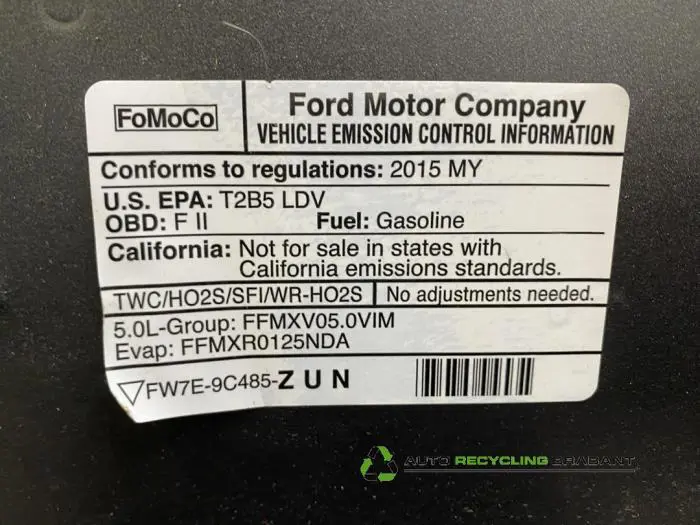 FoMoCo
Ford Motor Company
VEHICLE EMISSION CONTROL INFORMATION
Conforms to regulations: 2015 MY
U.S. EPA: T2B5 LDV
OBD: F II Fuel: Gasoline
California: Not for sale in states with
California emissions standards.
TWC/HO2S/SFI/WR-HO2S No adjustments needed.
5.0L-Group: FFMXV05.0VIM
Evap: FFMXR0125NDA
FW7E-9C485-ZUN
AUTO RECYCLING BRABANT